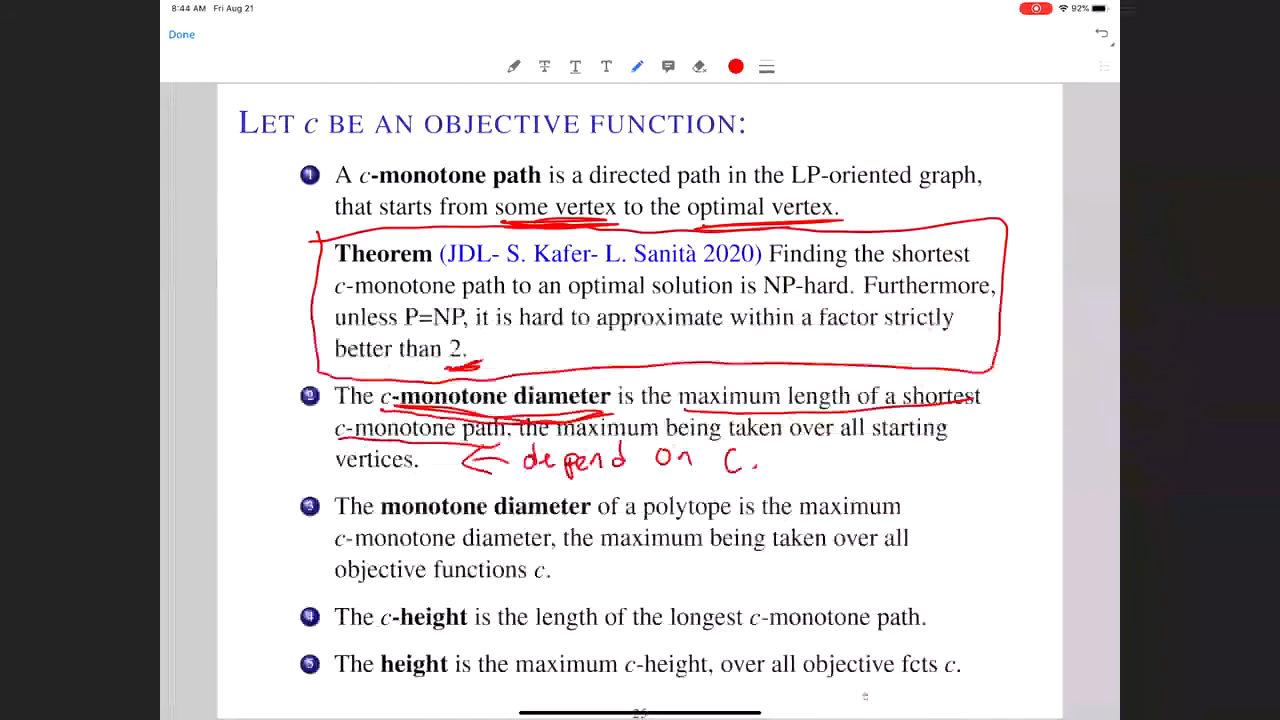 8:44 AM Fri Aug 21
92%
Done
LET c BE AN OBJECTIVE FUNCTION:
1 A c-monotone path is a directed path in the LP-oriented graph,
that starts from some vertex to the optimal vertex.
Theorem (JDL- S. Kafer- L. Sanità 2020) Finding the shortest
c-monotone path to an optimal solution is NP-hard. Furthermore,
unless P=NP, it is hard to approximate within a factor strictly
better than 2.
2 The c-monotone diameter is the maximum length of a shortest
c-monotone path, the maximum being taken over all starting
vertices. ← depend on c.
3 The monotone diameter of a polytope is the maximum
c-monotone diameter, the maximum being taken over all
objective functions c.
4 The c-height is the length of the longest c-monotone path.
5 The height is the maximum c-height, over all objective fcts c.